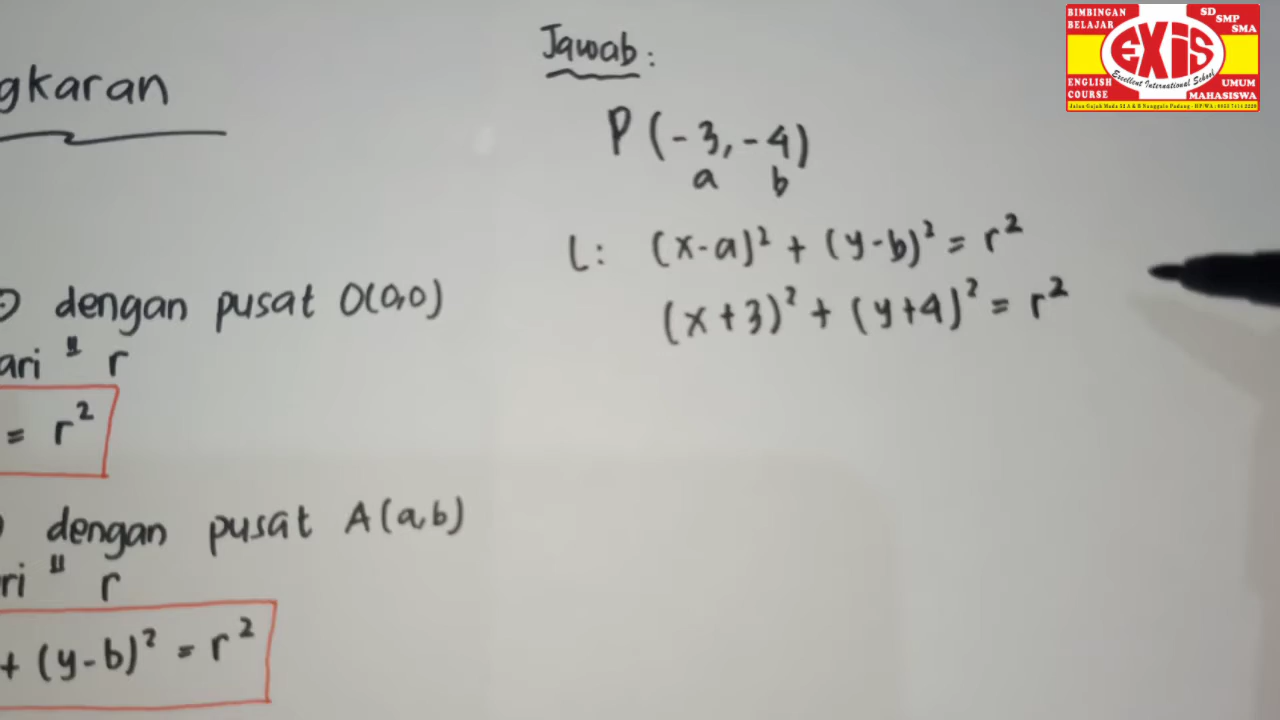 gkaran
dengan pusat O(0,0)
ari " r
= r²
dengan pusat A(a,b)
ri " r
+ (y-b)² = r²
Jawab:
P (-3, -4)
a b
L: (x-a)² + (y-b)² = r²
(x+3)² + (y+4)² = r²
BIMBINGAN
BELAJAR
SD
SMP
SMA
EXIS
Excellent International School
ENGLISH
COURSE
UMUM
MAHASISWA